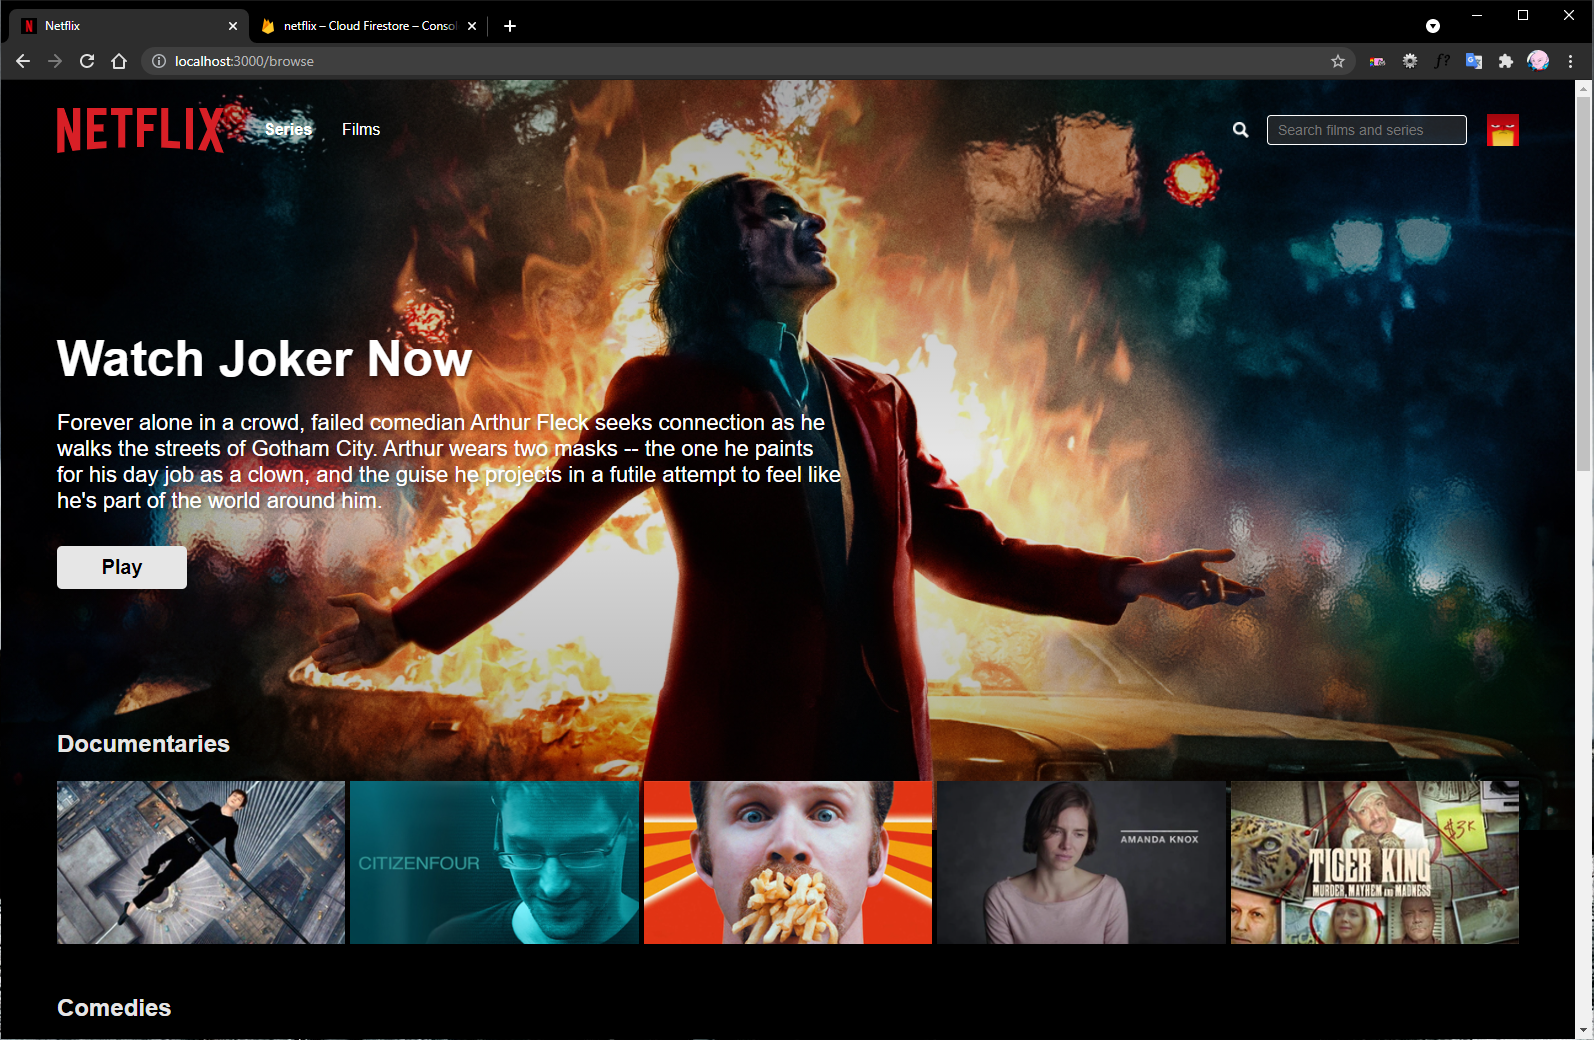 Netflix
netflix – Cloud Firestore – Conso
localhost:3000/browse
f?
NETFLIX
Series
Films
Search films and series
Watch Joker Now
Forever alone in a crowd, failed comedian Arthur Fleck seeks connection as he
walks the streets of Gotham City. Arthur wears two masks -- the one he paints
for his day job as a clown, and the guise he projects in a futile attempt to feel like
he's part of the world around him.
Play
Documentaries
CITIZENFOUR
AMANDA KNOX
$3K
TIGER KING
MURDER, MAYHEM AND MADNESS
Comedies